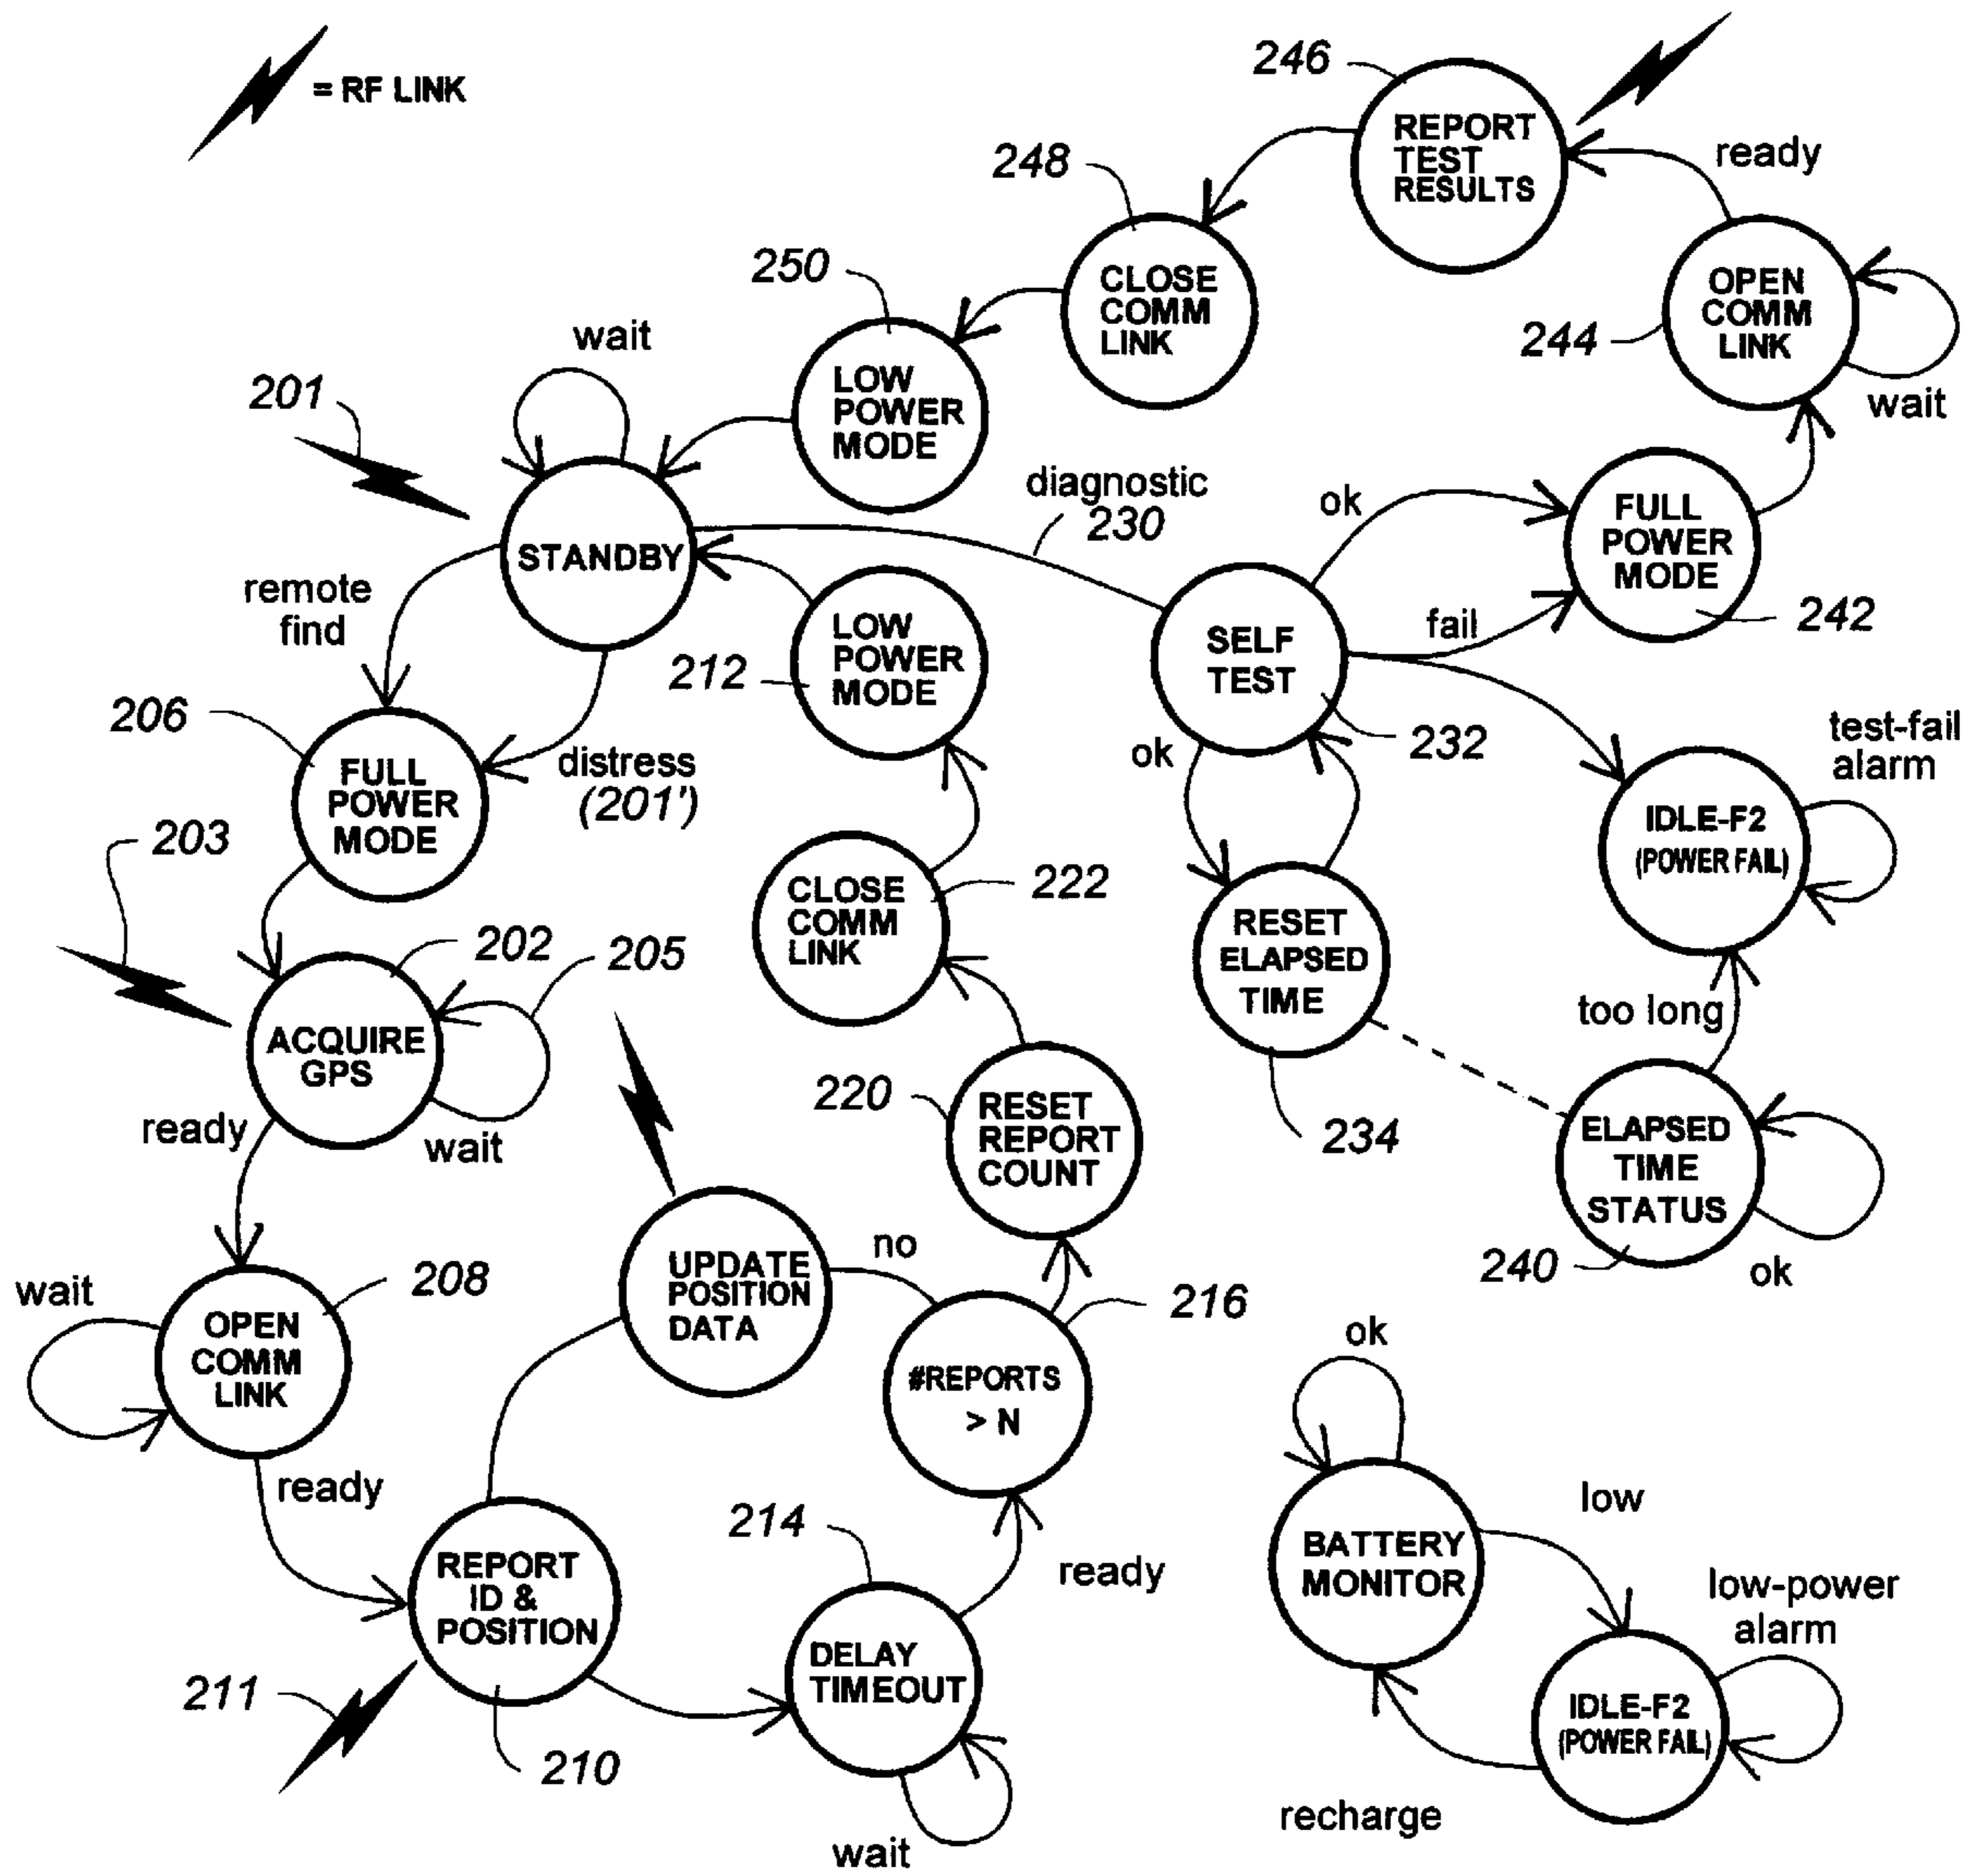 = RF LINK
246
REPORT
TEST
RESULTS
ready
248
CLOSE
COMM
LINK
250
LOW
POWER
MODE
OPEN
COMM
LINK
244
wait
wait
201
STANDBY
diagnostic
230
ok
FULL
POWER
MODE
242
remote
find
LOW
POWER
MODE
212
SELF
TEST
fail
232
ok
206
FULL
POWER
MODE
distress
(201')
test-fail
alarm
IDLE-F2
(POWER FAIL)
203
CLOSE
COMM
LINK
222
RESET
ELAPSED
TIME
202
205
ACQUIRE
GPS
too long
ready
wait
220
RESET
REPORT
COUNT
234
ELAPSED
TIME
STATUS
240
ok
wait
208
OPEN
COMM
LINK
UPDATE
POSITION
DATA
no
216
#REPORTS
> N
ok
ready
214
ready
BATTERY
MONITOR
low
REPORT
ID &
POSITION
211
210
DELAY
TIMEOUT
wait
low-power
alarm
IDLE-F2
(POWER FAIL)
recharge